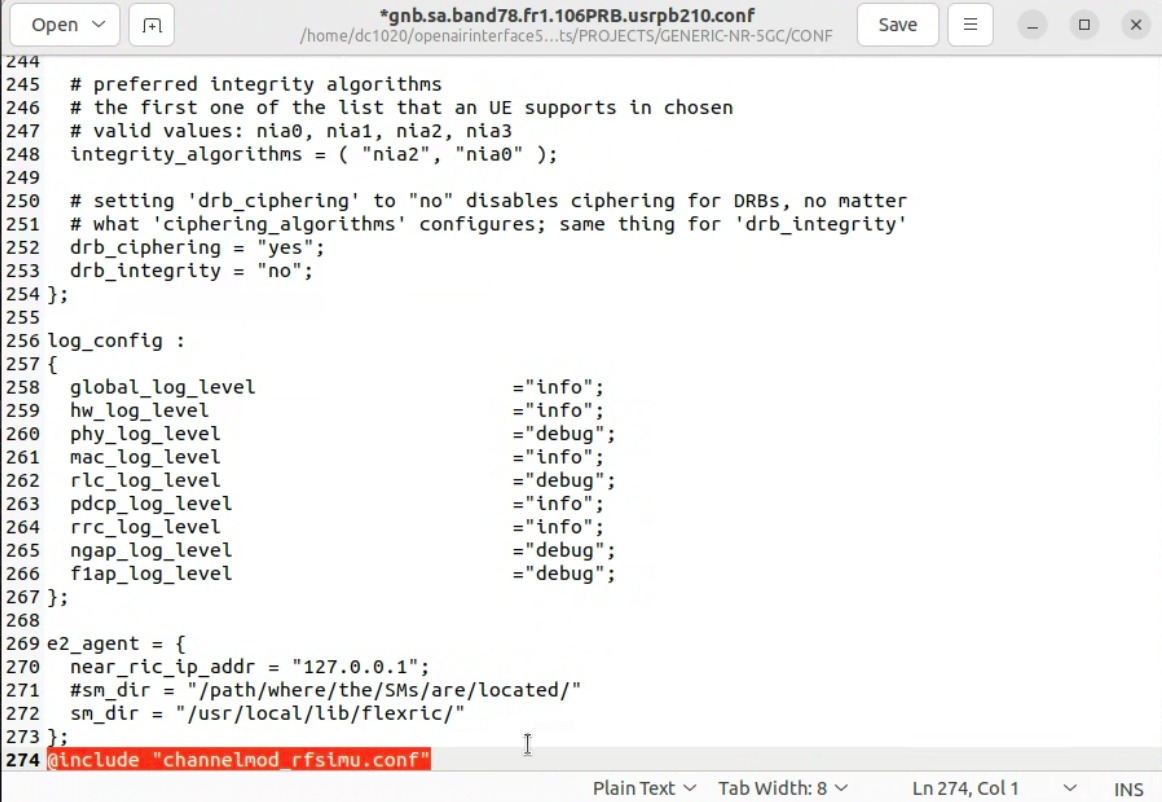 Open
*gnb.sa.band78.fr1.106PRB.usrpb210.conf
/home/dc1020/openairinterface5...ts/PROJECTS/GENERIC-NR-5GC/CONF
Save
244
245 # preferred integrity algorithms
246 # the first one of the list that an UE supports in chosen
247 # valid values: nia0, nia1, nia2, nia3
248 integrity_algorithms = ( "nia2", "nia0" );
249
250 # setting 'drb_ciphering' to "no" disables ciphering for DRBs, no matter
251 # what 'ciphering_algorithms' configures; same thing for 'drb_integrity'
252 drb_ciphering = "yes";
253 drb_integrity = "no";
254 };
255
256 log_config :
257 {
258 global_log_level ="info";
259 hw_log_level ="info";
260 phy_log_level ="debug";
261 mac_log_level ="info";
262 rlc_log_level ="debug";
263 pdcp_log_level ="info";
264 rrc_log_level ="info";
265 ngap_log_level ="debug";
266 f1ap_log_level ="debug";
267 };
268
269 e2_agent = {
270 near_ric_ip_addr = "127.0.0.1";
271 #sm_dir = "/path/where/the/SMs/are/located/"
272 sm_dir = "/usr/local/lib/flexric/"
273 };
274 @include "channelmod_rfsimu.conf"
Plain Text Tab Width: 8 Ln 274, Col 1 INS